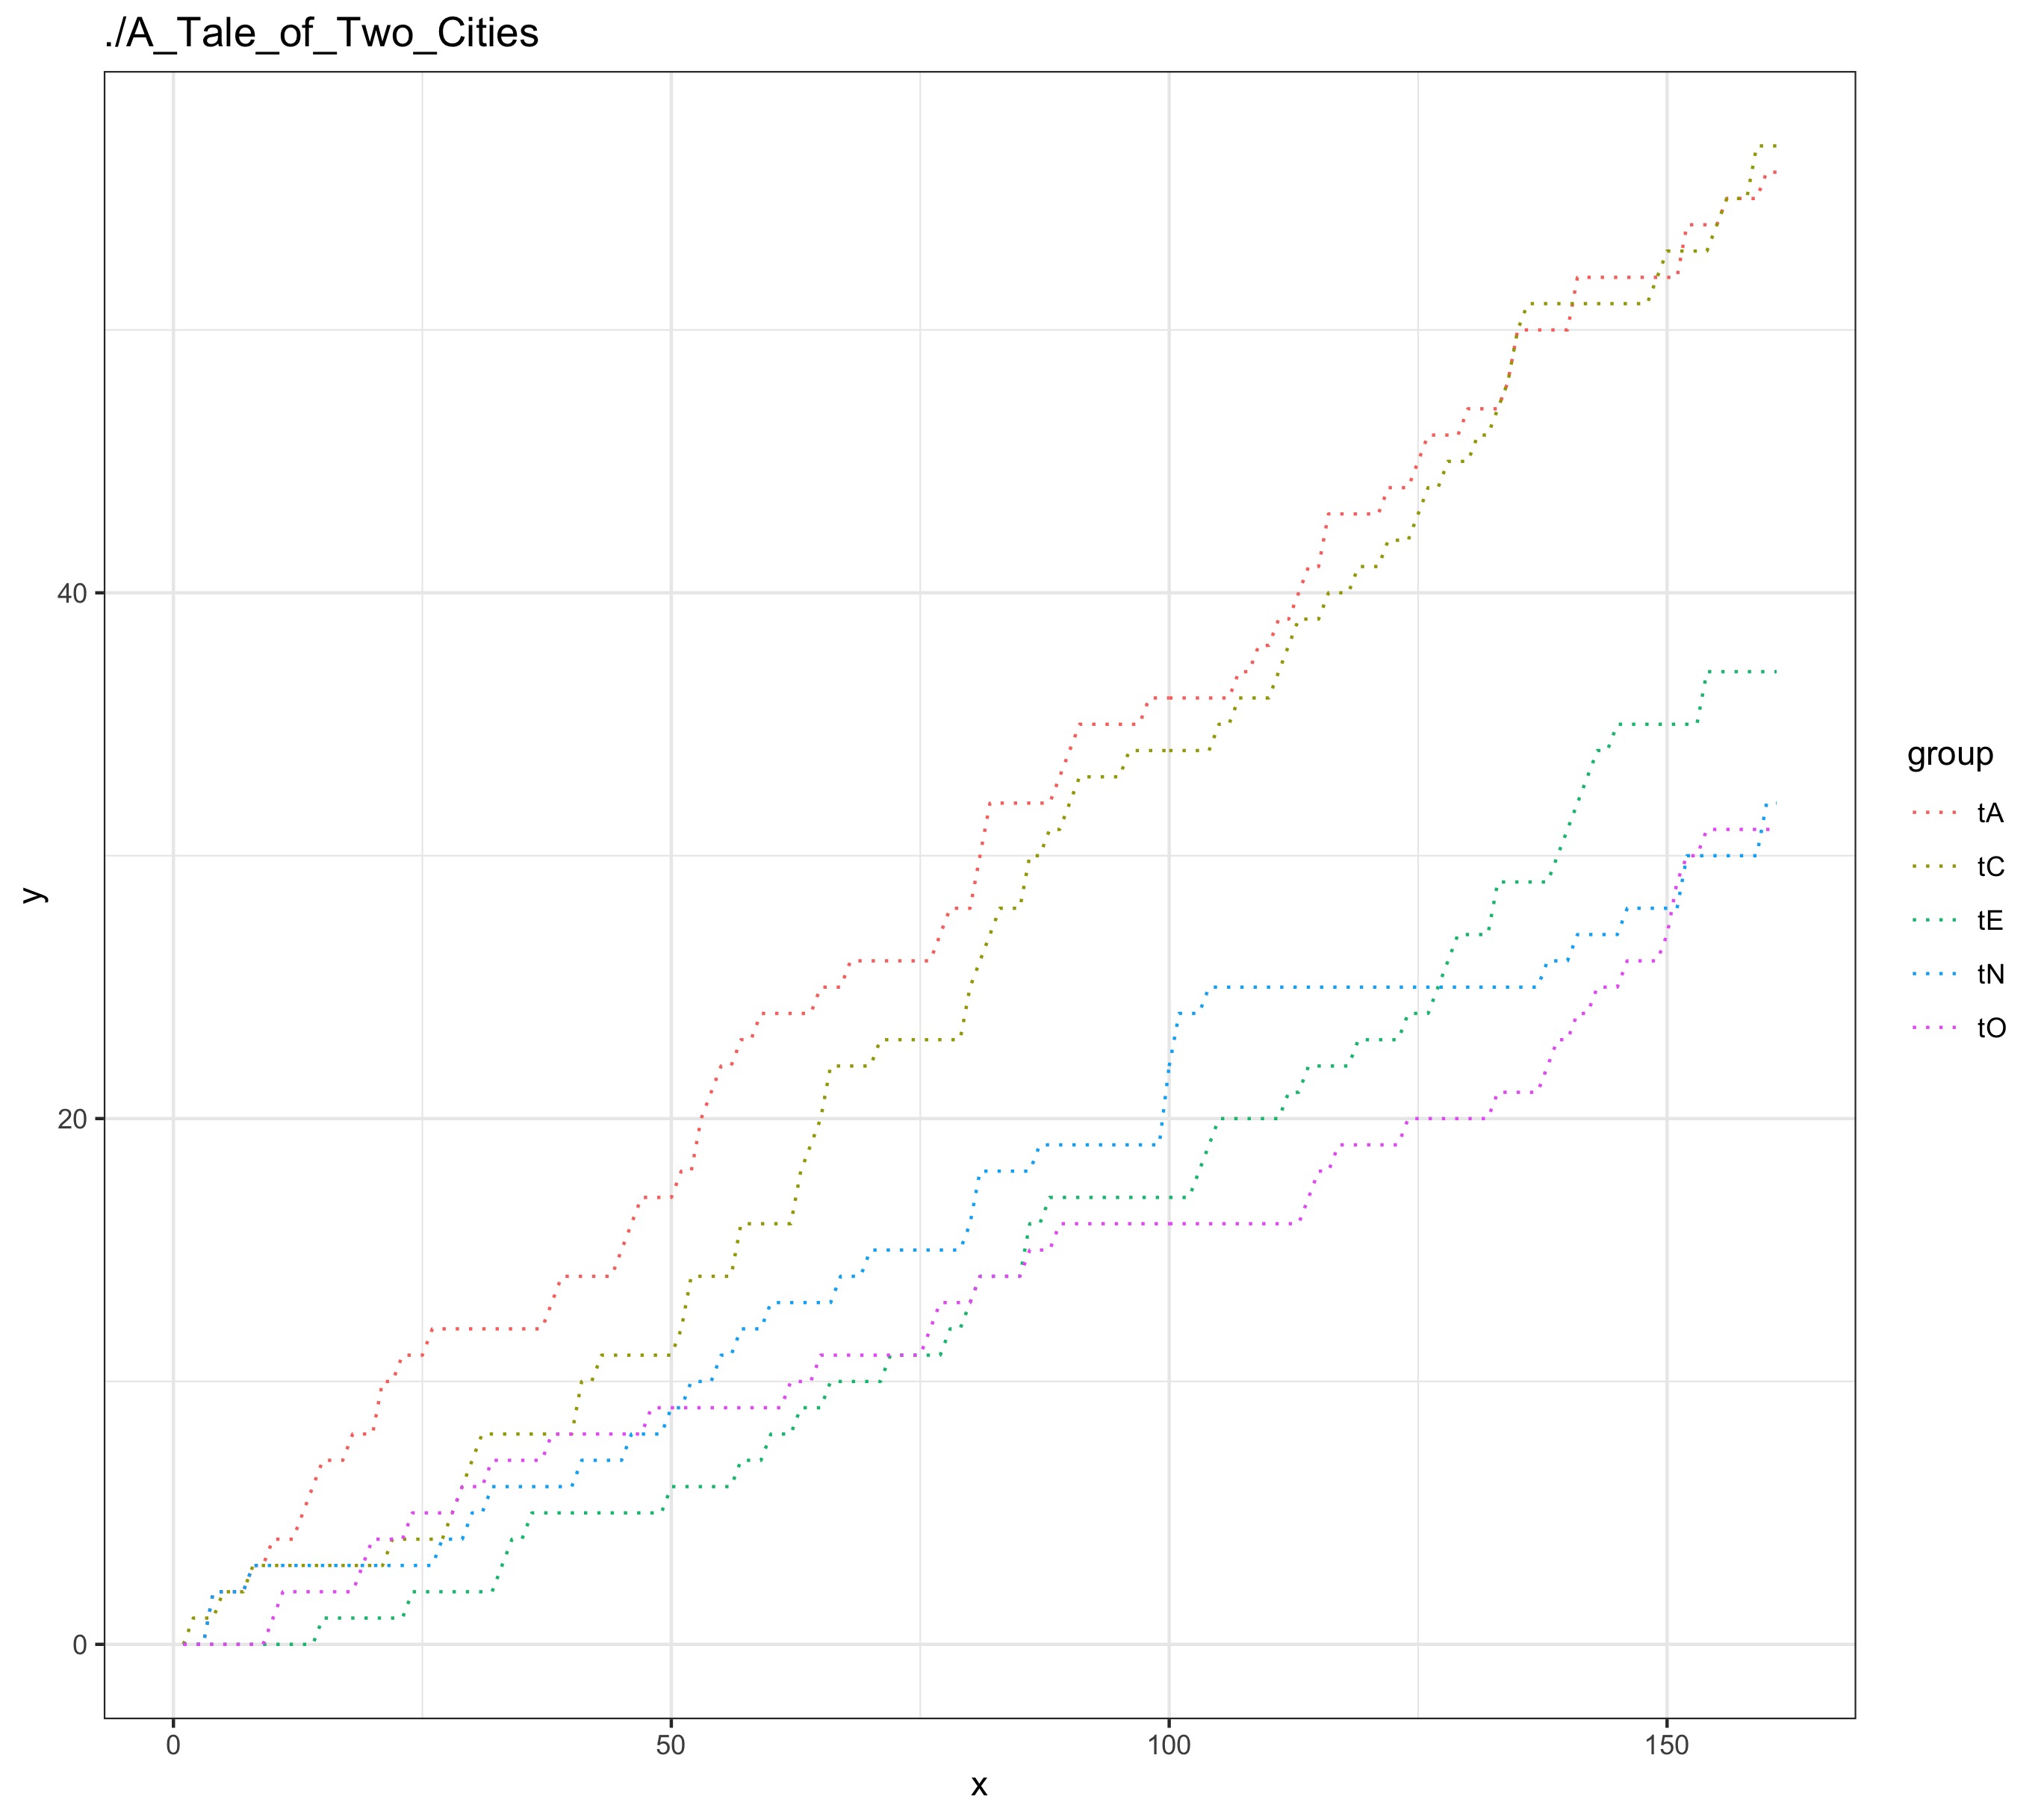 ./A_Tale_of_Two_Cities
y
40
20
0
0 50 100 150
x
group
tA
tC
tE
tN
tO